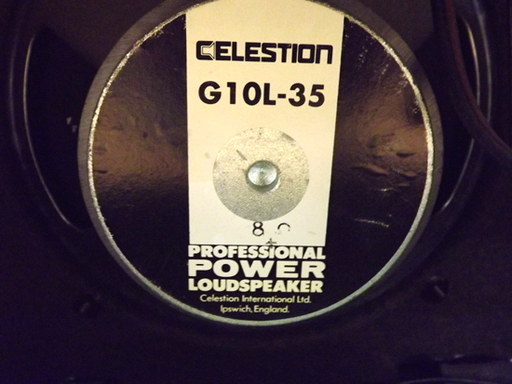 CELESTION
G10L-35
8
PROFESSIONAL
POWER
LOUDSPEAKER
Celestion International Ltd.
Ipswich, England.